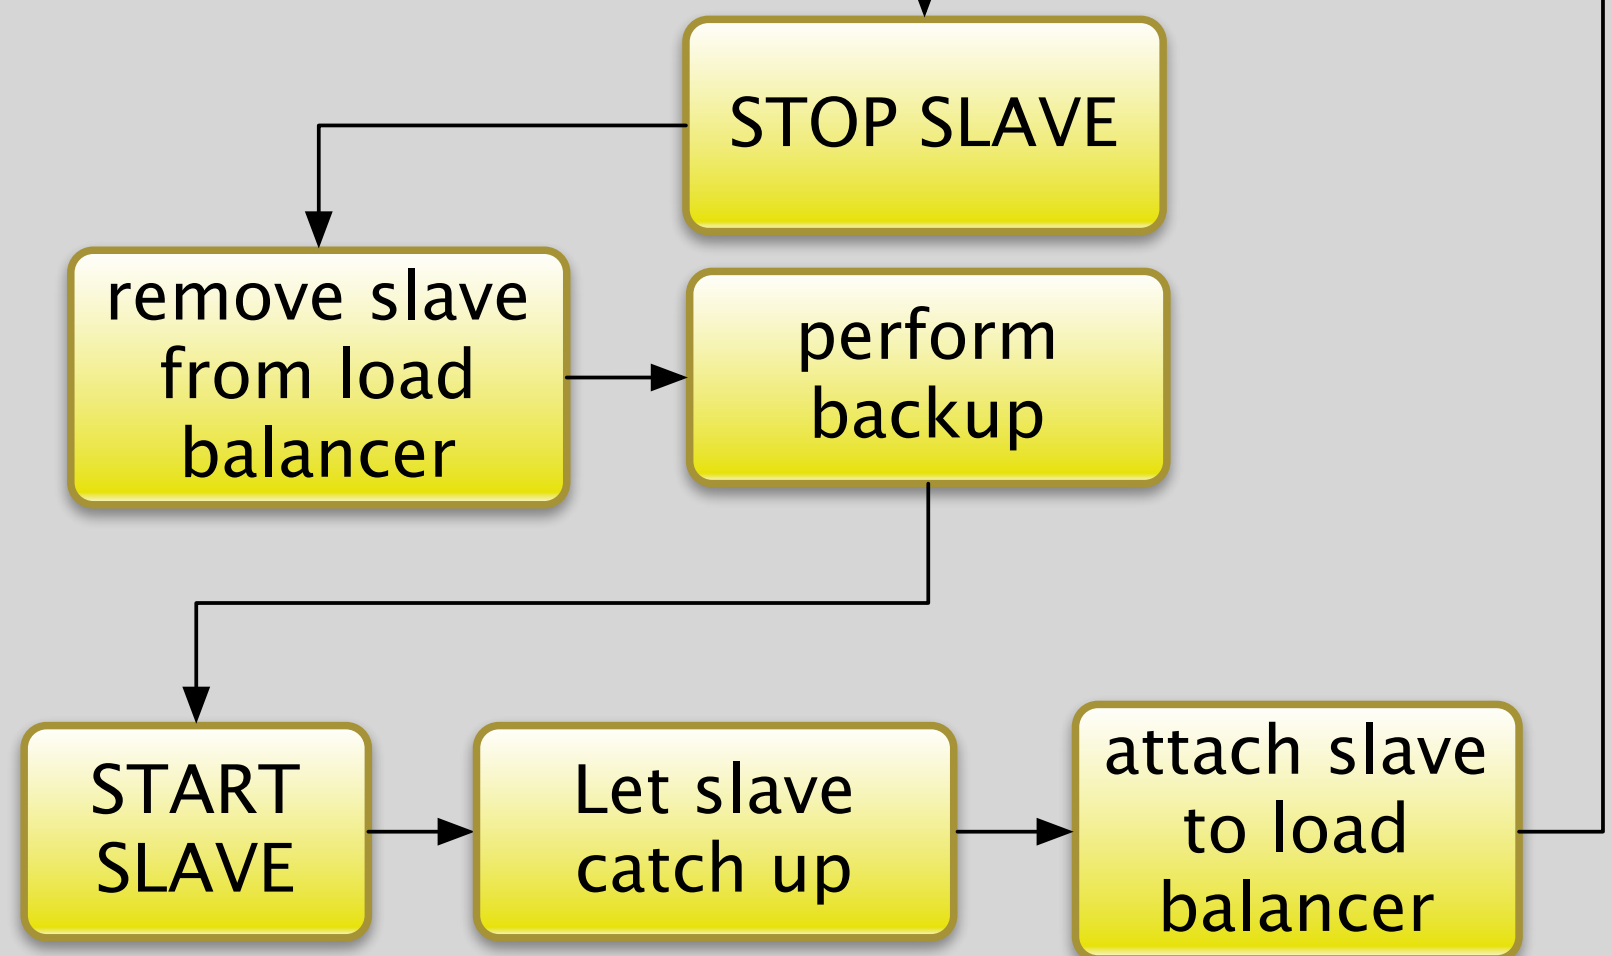 STOP SLAVE
remove slave
from load
balancer
perform
backup
START
SLAVE
Let slave
catch up
attach slave
to load
balancer